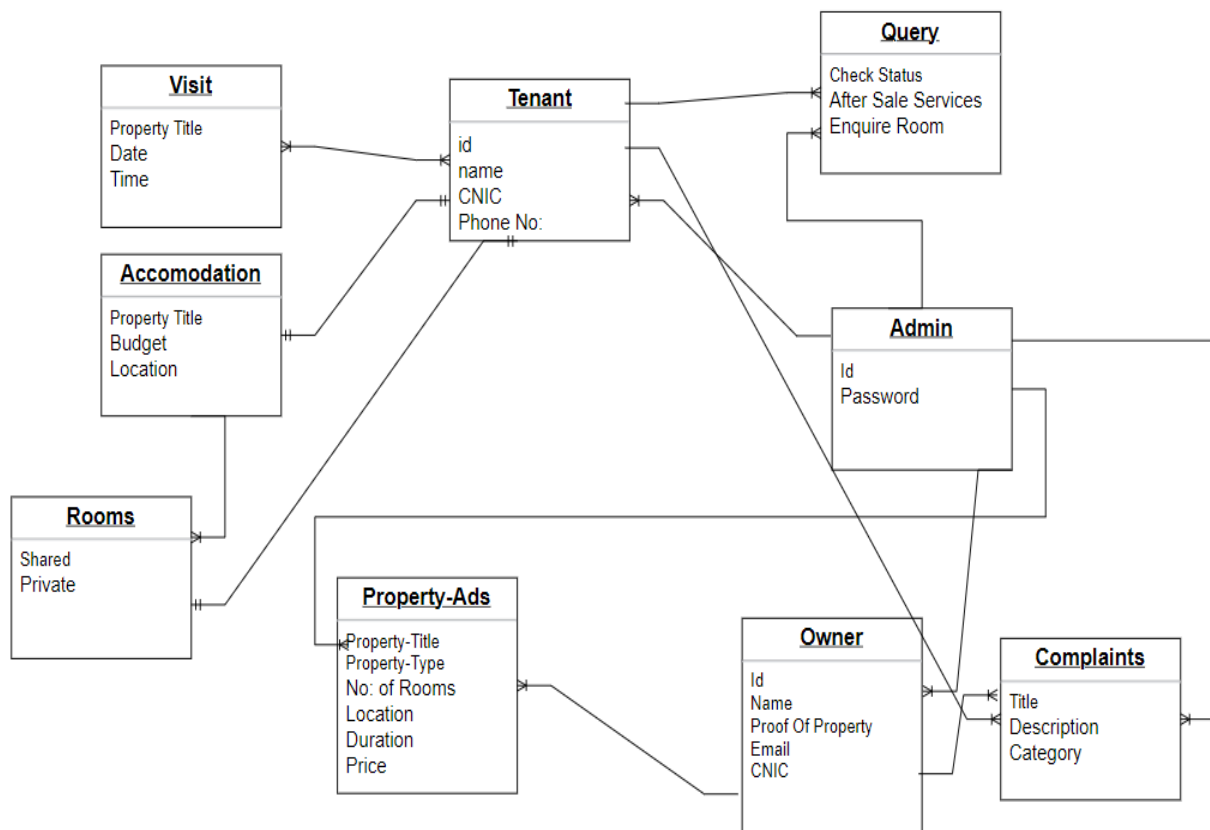 Query
Check Status
After Sale Services
Enquire Room
Visit
Property Title
Date
Time
Tenant
id
name
CNIC
Phone No:
Accomodation
Property Title
Budget
Location
Admin
Id
Password
Rooms
Shared
Private
Property-Ads
Property-Title
Property-Type
No: of Rooms
Location
Duration
Price
Owner
Id
Name
Proof Of Property
Email
CNIC
Complaints
Title
Description
Category